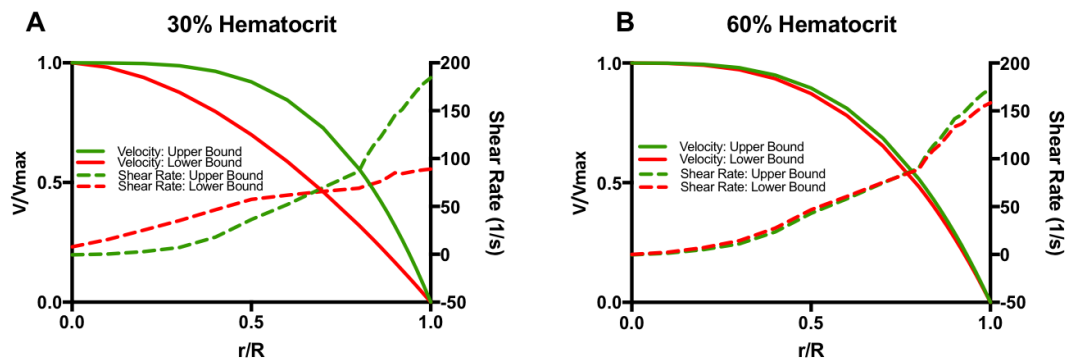 A
30% Hematocrit
1.0
0.5
0.0
V/Vmax
Velocity: Upper Bound
Velocity: Lower Bound
Shear Rate: Upper Bound
Shear Rate: Lower Bound
200
150
100
50
0
-50
Shear Rate (1/s)
0.0
0.5
1.0
r/R
B
60% Hematocrit
1.0
0.5
0.0
V/Vmax
Velocity: Upper Bound
Velocity: Lower Bound
Shear Rate: Upper Bound
Shear Rate: Lower Bound
200
150
100
50
0
-50
Shear Rate (1/s)
0.0
0.5
1.0
r/R